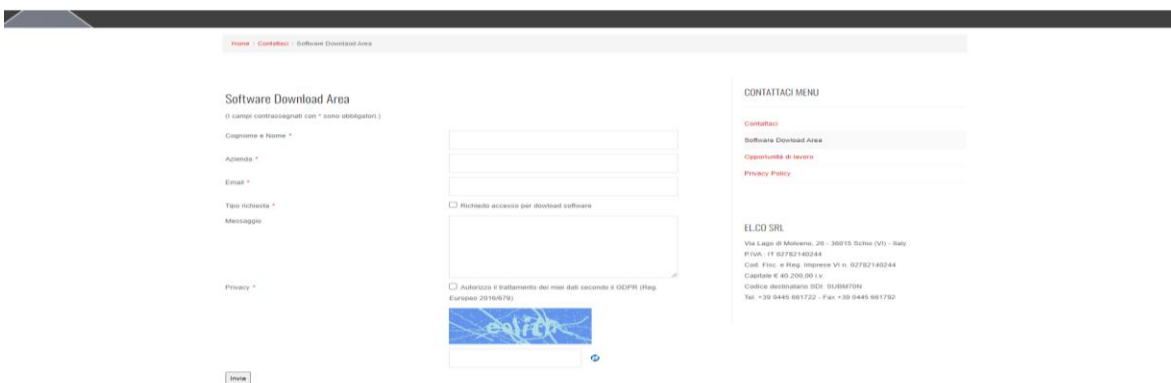 Home / Contattaci / Software Download Area
Software Download Area
(I campi contrassegnati con * sono obbligatori.)
Cognome e Nome *
Azienda *
Email *
Tipo richiesta *
Richiedo accesso per dowload software
Messaggio
Privacy *
Autorizzo il trattamento dei miei dati secondo il GDPR (Reg.
Europeo 2016/679)
Invia
CONTATTACI MENU
Contattaci
Software Dowload Area
Opportunità di lavoro
Privacy Policy
EL.CO SRL
Via Lago di Molveno, 20 - 36015 Schio (VI) - Italy
P.IVA : IT 02782140244
Cod. Fisc. e Reg. Imprese VI n. 02782140244
Capitale € 40.200,00 i.v.
Codice destinatario SDI: SUBM70N
Tel. +39 0445 661722 - Fax +39 0445 661792